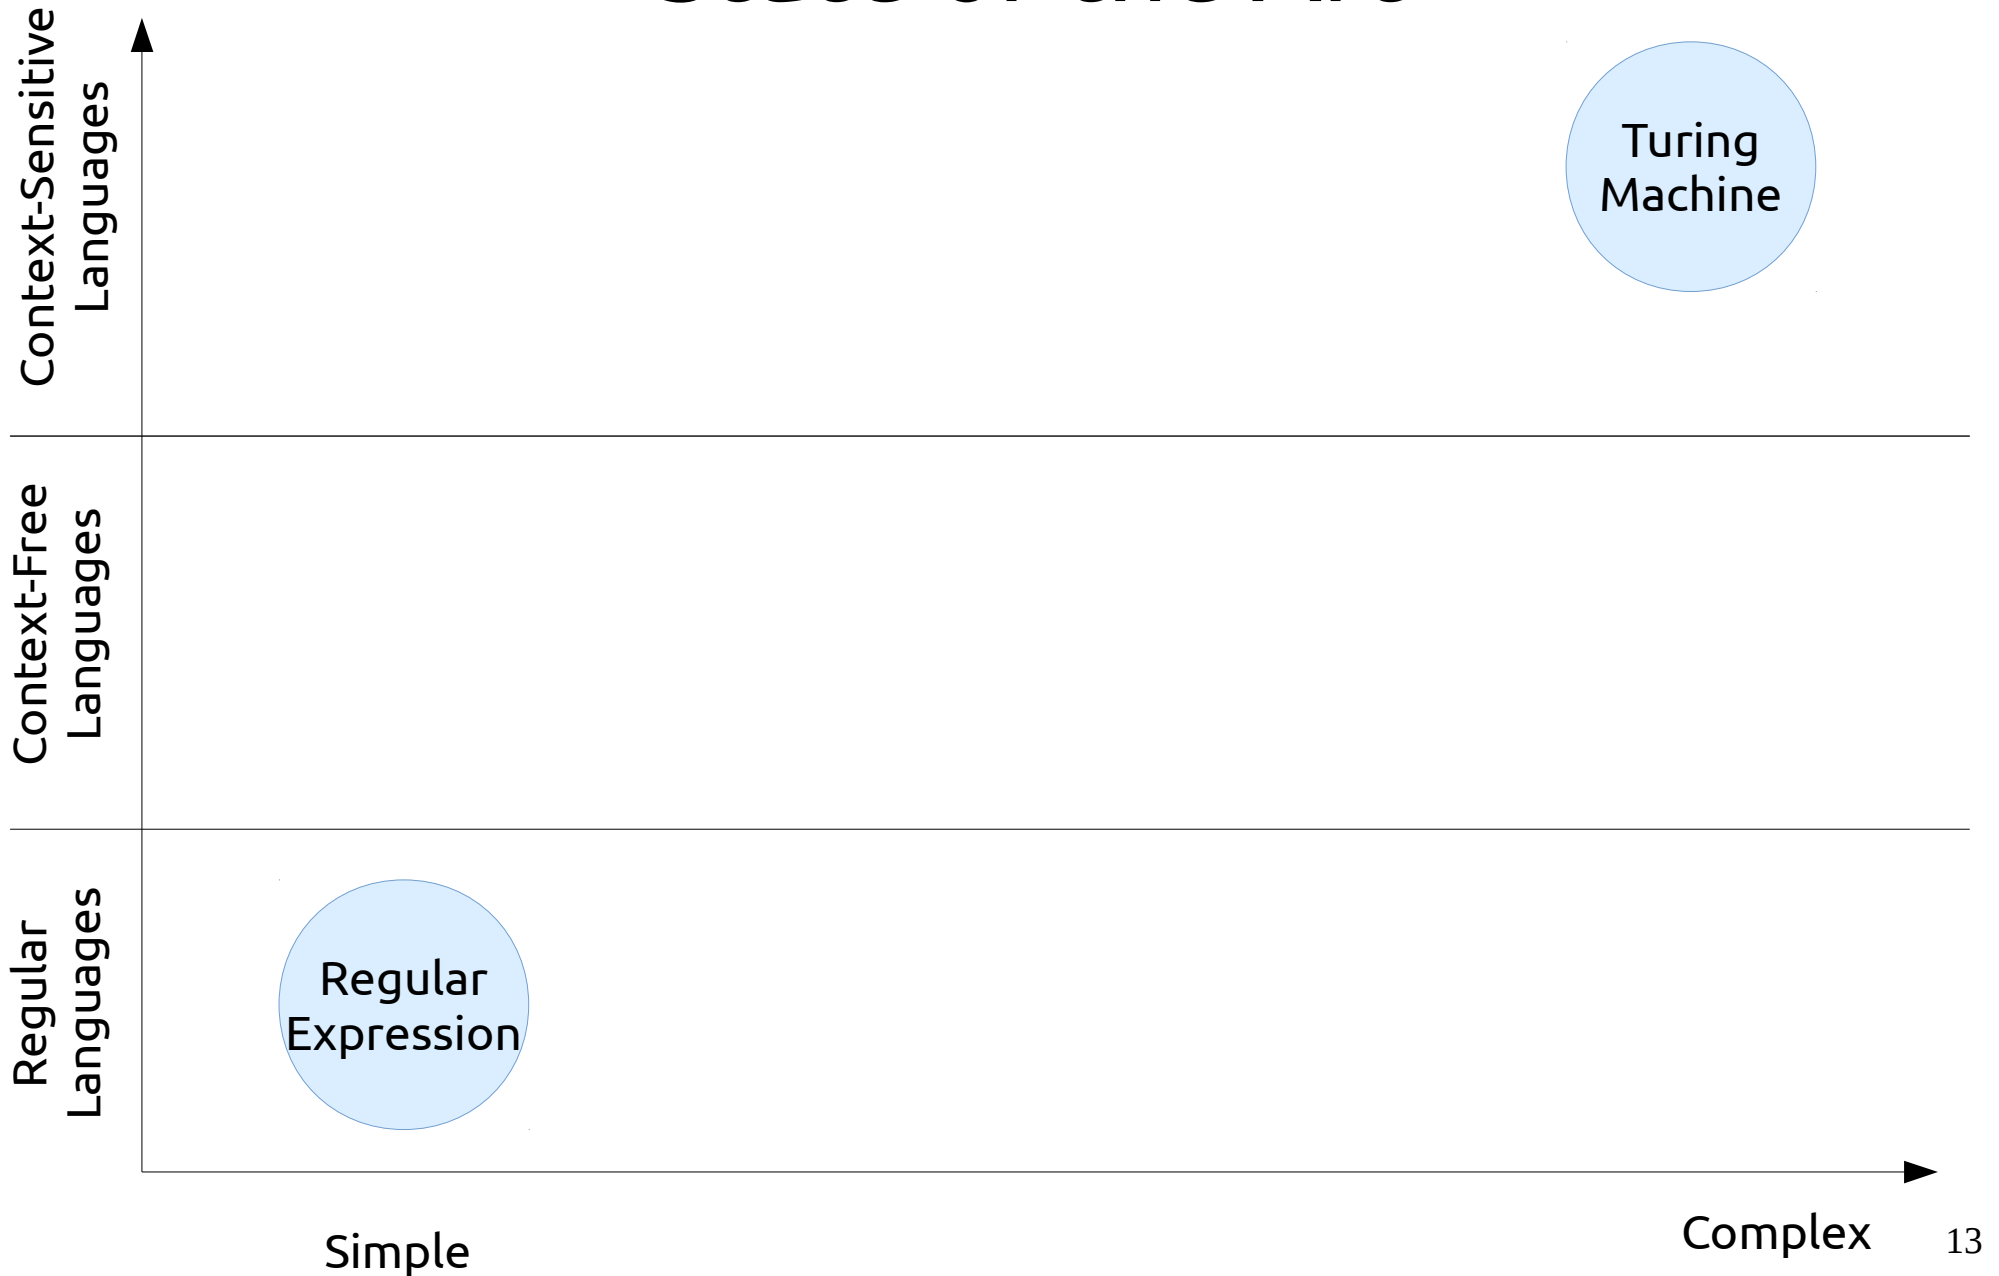 Context-Sensitive
Languages
Turing
Machine
Context-Free
Languages
Regular
Languages
Regular
Expression
Simple
Complex
13